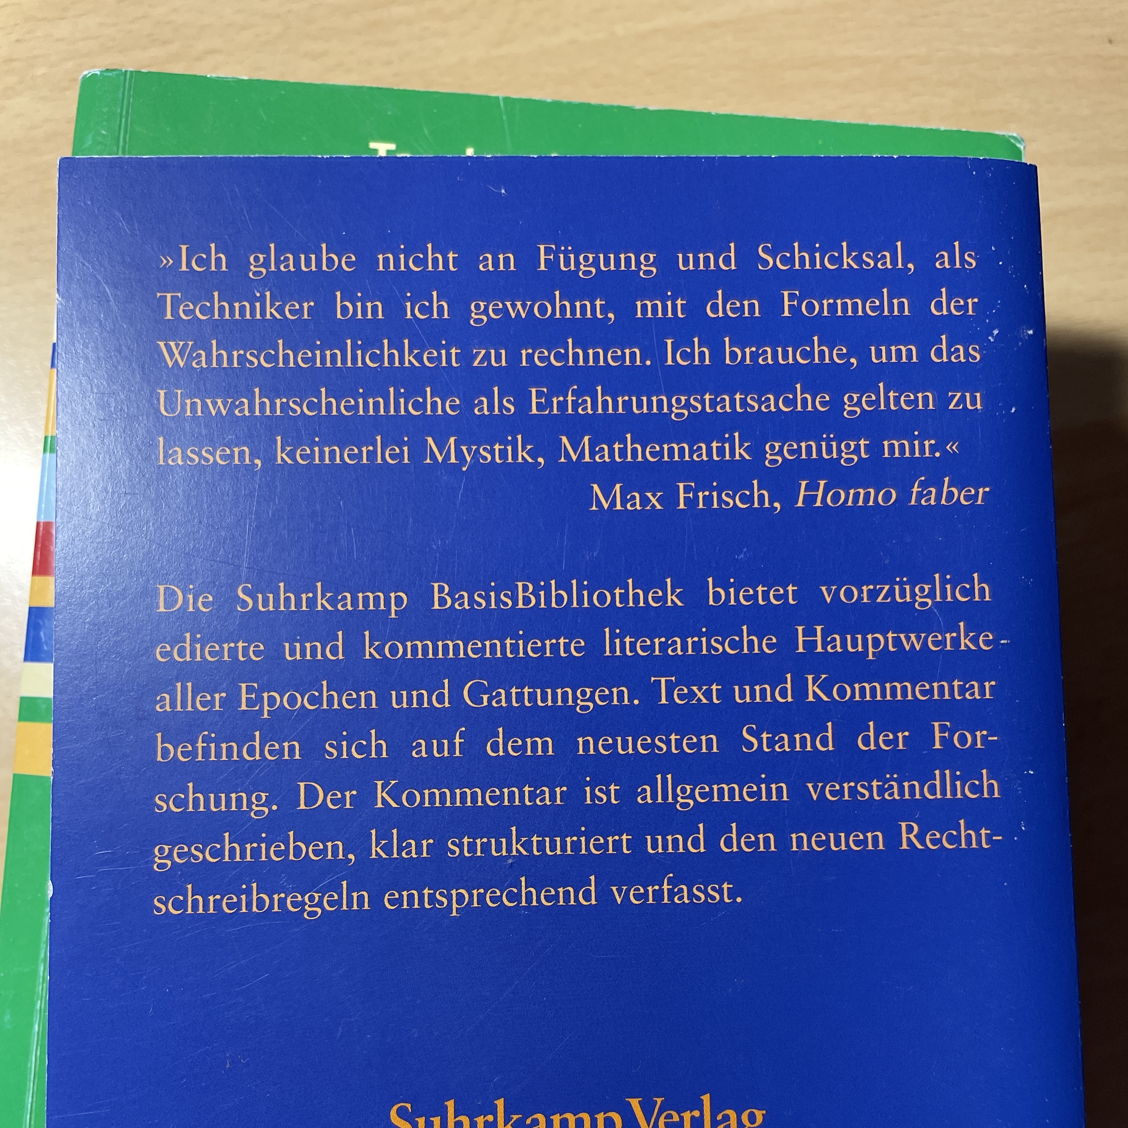 »Ich glaube nicht an Fügung und Schicksal, als
Techniker bin ich gewohnt, mit den Formeln der
Wahrscheinlichkeit zu rechnen. Ich brauche, um das
Unwahrscheinliche als Erfahrungstatsache gelten zu
lassen, keinerlei Mystik, Mathematik genügt mir.«
Max Frisch, Homo faber
Die Suhrkamp BasisBibliothek bietet vorzüglich
edierte und kommentierte literarische Hauptwerke
aller Epochen und Gattungen. Text und Kommentar
befinden sich auf dem neuesten Stand der For-
schung. Der Kommentar ist allgemein verständlich
geschrieben, klar strukturiert und den neuen Recht-
schreibregeln entsprechend verfasst.
Suhrkamp Verlag